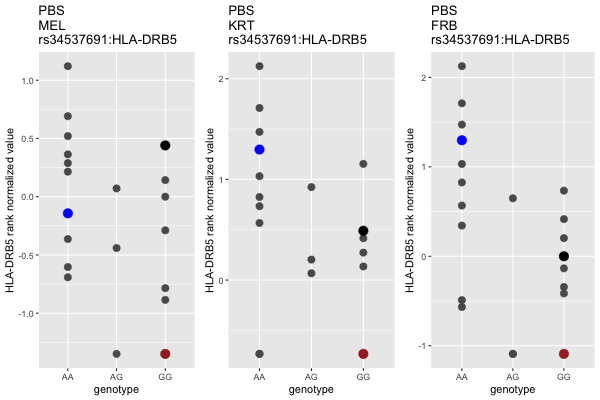 PBS
MEL
rs34537691:HLA-DRB5
HLA-DRB5 rank normalized value
1.0
0.5
0.0
-0.5
-1.0
AA AG GG
genotype
PBS
KRT
rs34537691:HLA-DRB5
HLA-DRB5 rank normalized value
2
1
0
AA AG GG
genotype
PBS
FRB
rs34537691:HLA-DRB5
HLA-DRB5 rank normalized value
2
1
0
-1
AA AG GG
genotype